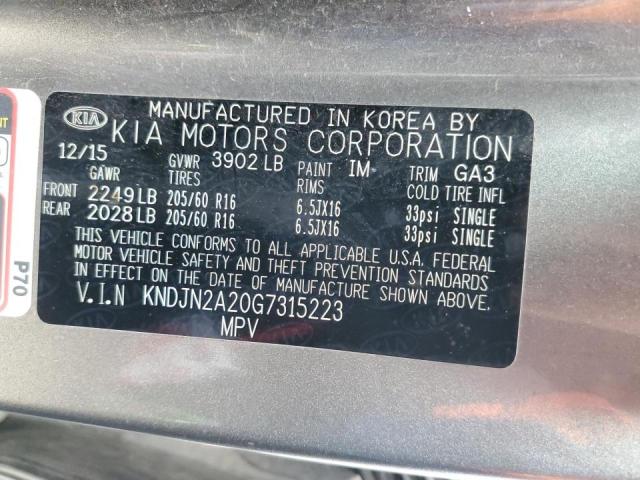 MANUFACTURED IN KOREA BY
KIA KIA MOTORS CORPORATION
12/15 GVWR 3902 LB PAINT IM TRIM GA3
GAWR TIRES RIMS COLD TIRE INFL
FRONT 2249 LB 205/60 R16 6.5JX16 33psi SINGLE
REAR 2028 LB 205/60 R16 6.5JX16 33psi SINGLE
THIS VEHICLE CONFORMS TO ALL APPLICABLE U.S.A. FEDERAL
MOTOR VEHICLE SAFETY AND THEFT PREVENTION STANDARDS
IN EFFECT ON THE DATE OF MANUFACTURE SHOWN ABOVE.
V.I.N KNDJN2A20G7315223
MPV
P70